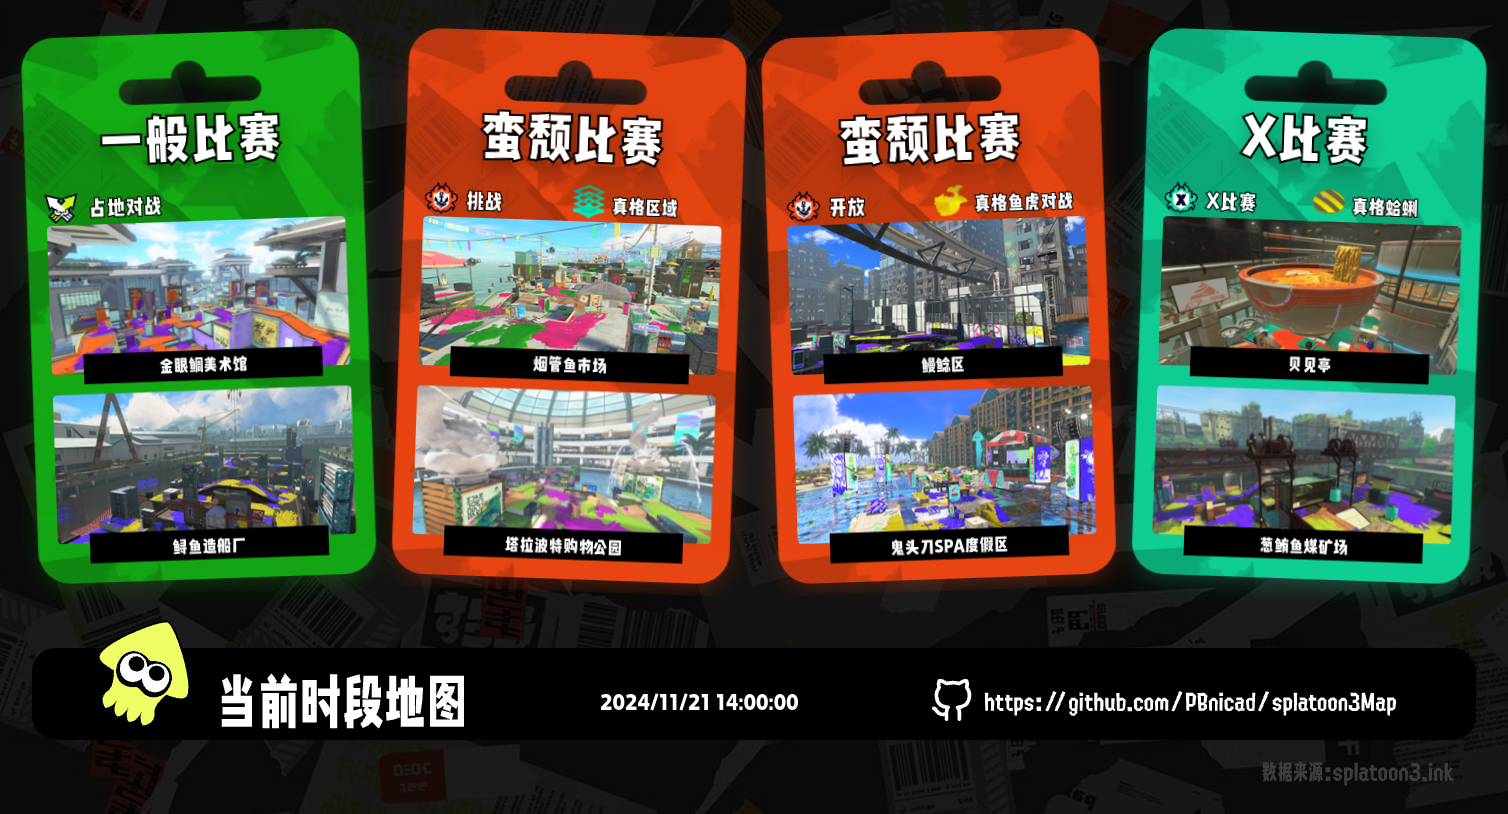 一般比赛
占地对战
金眼鲷美术馆
鲟鱼造船厂
蛮颓比赛
挑战
真格区域
烟管鱼市场
塔拉波特购物公园
蛮颓比赛
开放
真格鱼虎对战
鳗鲶区
鬼头刀SPA度假区
X比赛
X比赛
真格蛤蜊
贝见亭
葱鲔鱼煤矿场
当前时段地图
2024/11/21 14:00:00
https://github.com/PBnicad/splatoon3Map
数据来源:splatoon3.ink